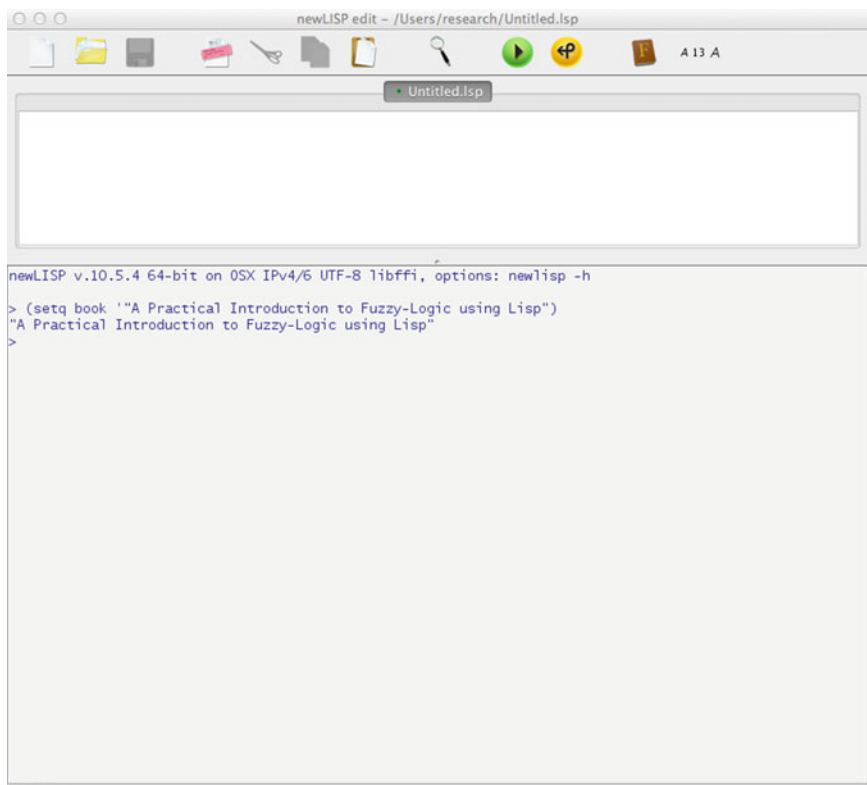 newLISP edit – /Users/research/Untitled.lsp
F A 13 A
• Untitled.lsp
newLISP v.10.5.4 64-bit on OSX IPv4/6 UTF-8 libffi, options: newlisp -h
> (setq book '"A Practical Introduction to Fuzzy-Logic using Lisp")
"A Practical Introduction to Fuzzy-Logic using Lisp"
>